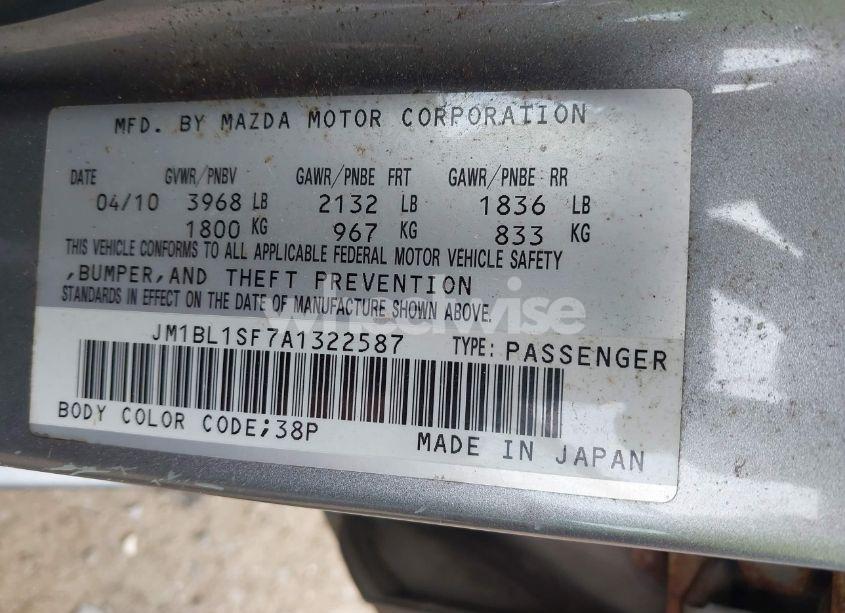 MFD. BY MAZDA MOTOR CORPORATION
DATE GVWR/PNBV GAWR/PNBE FRT GAWR/PNBE RR
04/10 3968 LB 2132 LB 1836 LB
1800 KG 967 KG 833 KG
THIS VEHICLE CONFORMS TO ALL APPLICABLE FEDERAL MOTOR VEHICLE SAFETY
,BUMPER,AND THEFT PREVENTION
STANDARDS IN EFFECT ON THE DATE OF MANUFACTURE SHOWN ABOVE.
wheelwise
JM1BL1SF7A1322587 TYPE: PASSENGER
BODY COLOR CODE;38P
MADE IN JAPAN